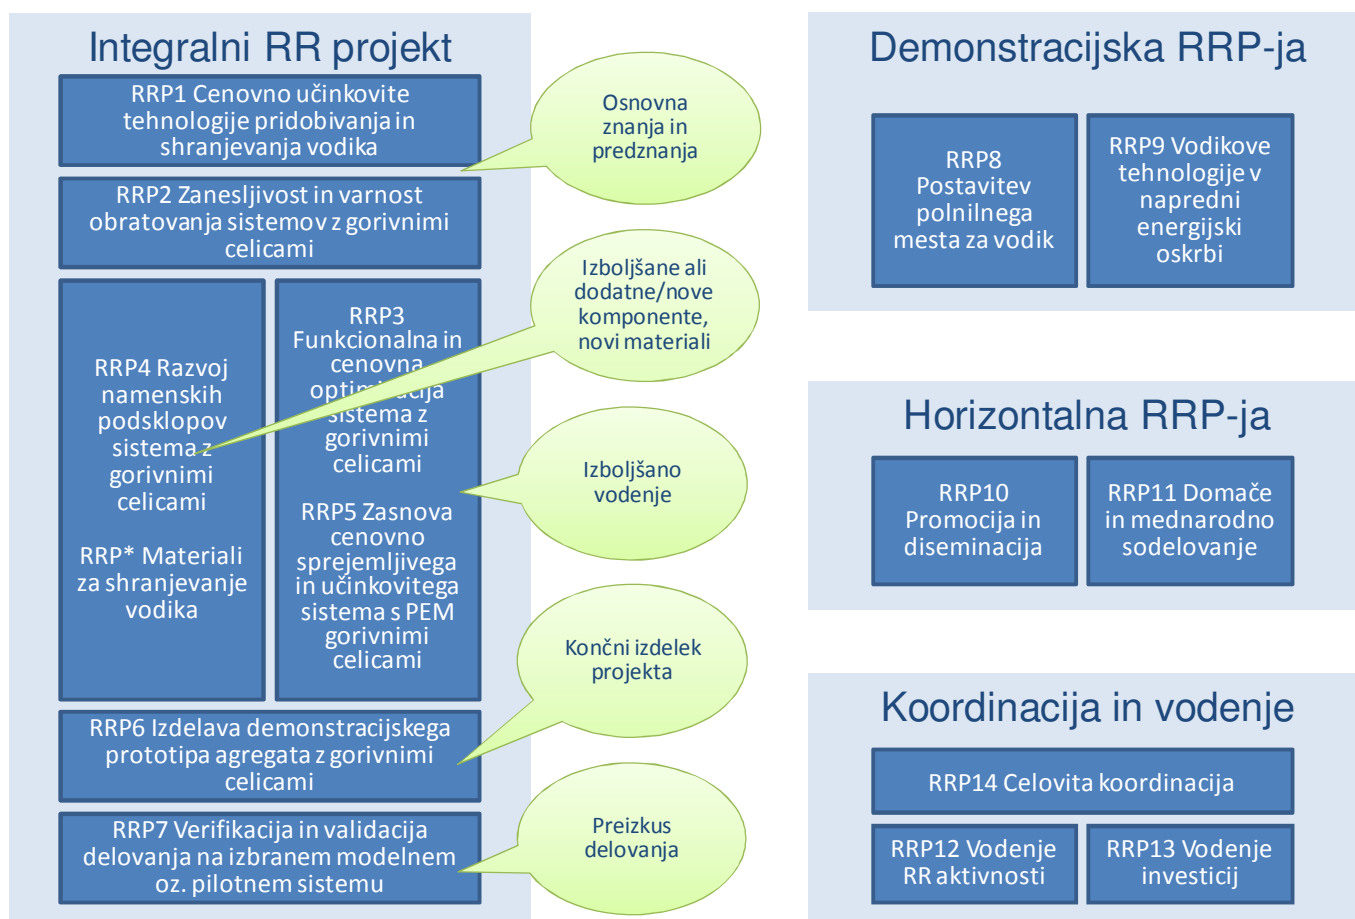 Integralni RR projekt
RRP1 Cenovno učinkovite
tehnologije pridobivanja in
shranjevanja vodika
RRP2 Zanesljivost in varnost
obratovanja sistemov z gorivnimi
celicami
RRP4 Razvoj
namenskih
podsklopov
sistema z
gorivnimi
celicami
RRP* Materiali
za shranjevanje
vodika
RRP3
Funkcionalna in
cenovna
optimizacija
sistema z
gorivnimi
celicami
RRP5 Zasnova
cenovno
sprejemljivega
in učinkovitega
sistema s PEM
gorivnimi
celicami
RRP6 Izdelava demonstracijskega
prototipa agregata z gorivnimi
celicami
RRP7 Verifikacija in validacija
delovanja na izbranem modelnem
oz. pilotnem sistemu
Osnovna
znanja in
predznanja
Izboljšane ali
dodatne/nove
komponente,
novi materiali
Izboljšano
vodenje
Končni izdelek
projekta
Preizkus
delovanja
Demonstracijska RRP-ja
RRP8
Postavitev
polnilnega
mesta za vodik
RRP9 Vodikove
tehnologije v
napredni
energijski
oskrbi
Horizontalna RRP-ja
RRP10
Promocija in
diseminacija
RRP11 Domače
in mednarodno
sodelovanje
Koordinacija in vodenje
RRP14 Celovita koordinacija
RRP12 Vodenje
RR aktivnosti
RRP13 Vodenje
investicij